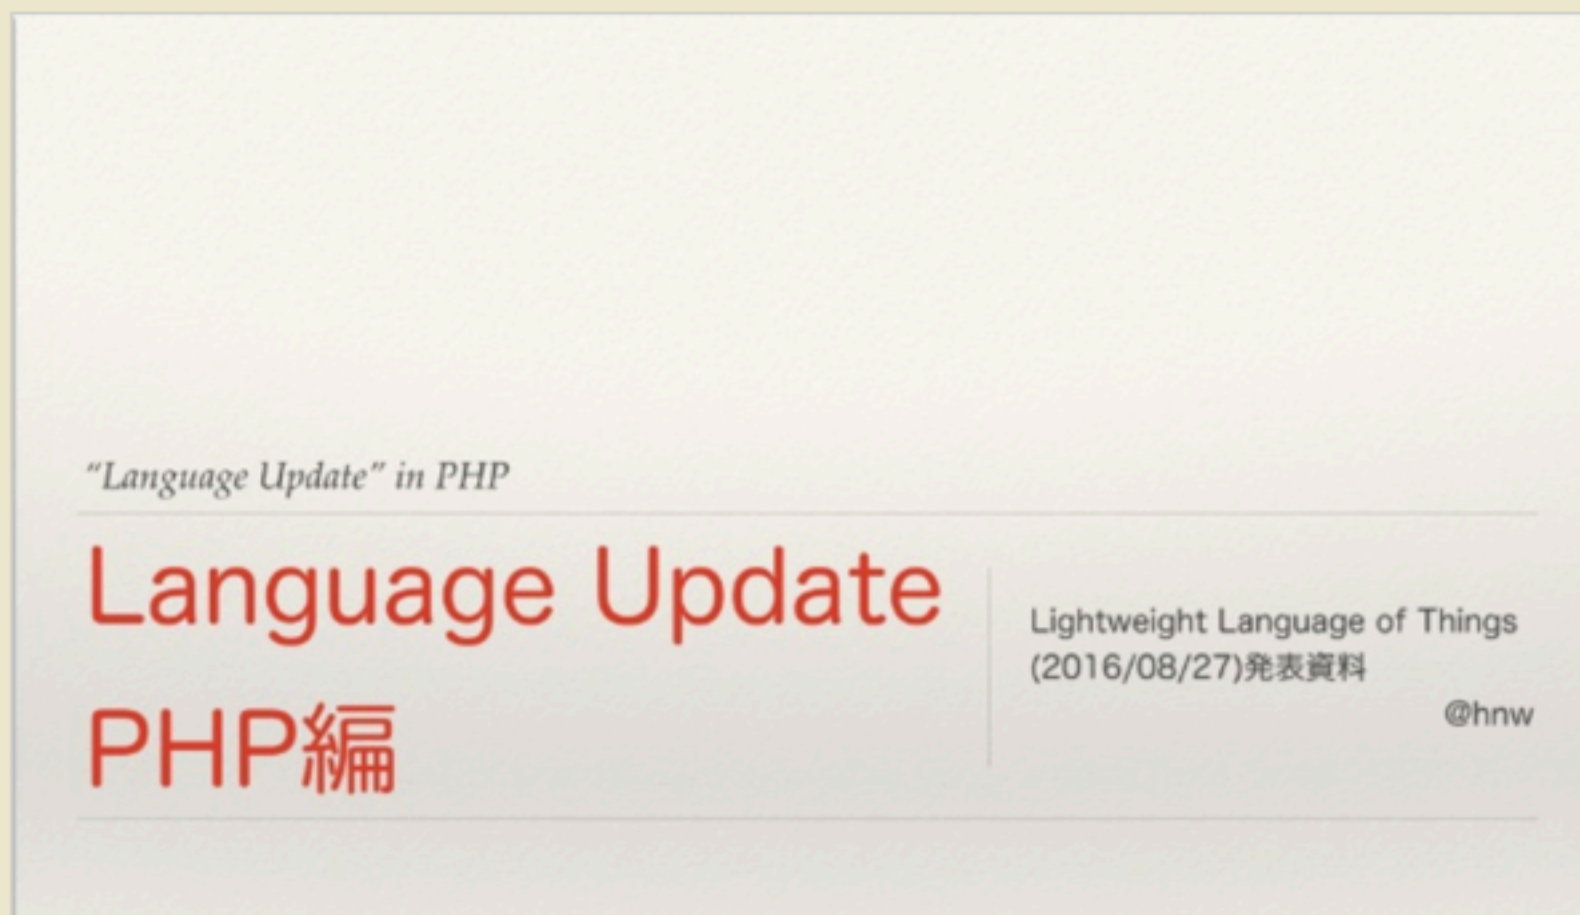 “Language Update” in PHP
Language Update
PHP編
Lightweight Language of Things
(2016/08/27)発表資料
@hnw